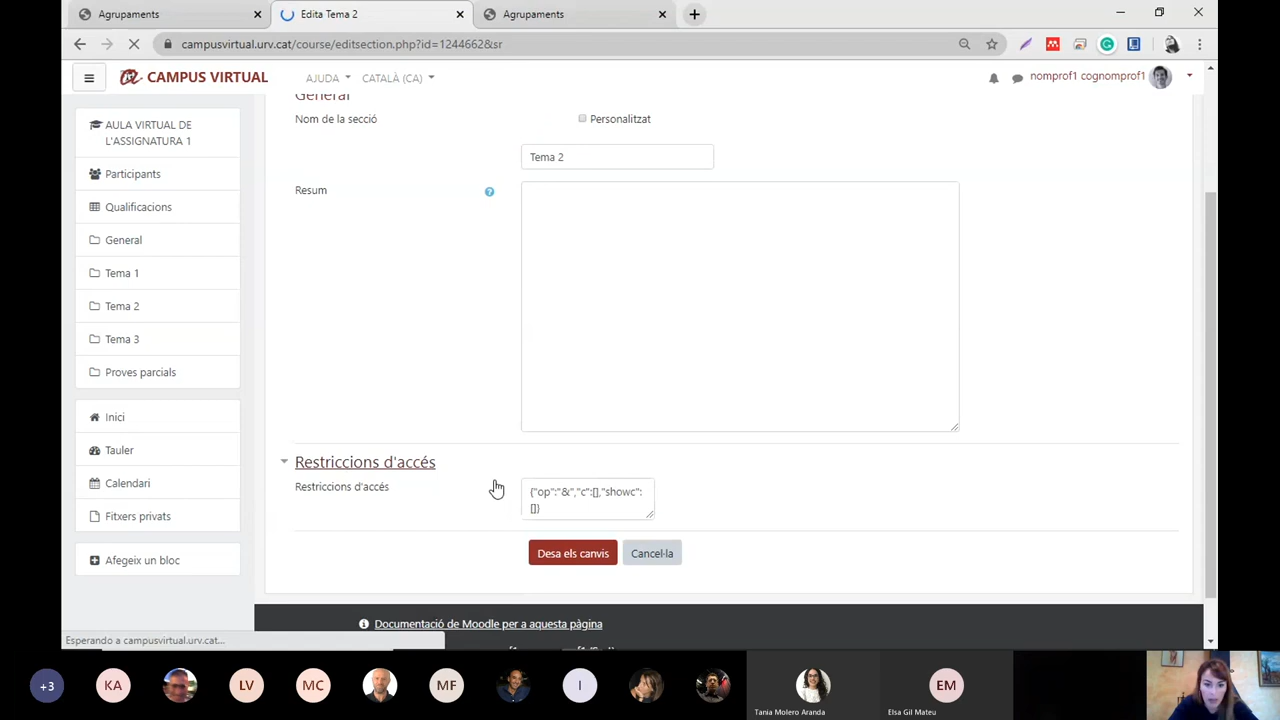 Agrupaments
Edita Tema 2
Agrupaments
campusvirtual.urv.cat/course/editsection.php?id=1244662&sr
CAMPUS VIRTUAL
AJUDA
CATALÀ (CA)
nomprof1 cognomprof1
AULA VIRTUAL DE
L'ASSIGNATURA 1
Participants
Qualificacions
General
Tema 1
Tema 2
Tema 3
Proves parcials
Inici
Tauler
Calendari
Fitxers privats
Afegeix un bloc
General
Nom de la secció
Personalitzat
Tema 2
Resum
Restriccions d'accés
Restriccions d'accés
{"op":"&","c":[],"showc":
[]}
Desa els canvis
Cancel·la
Documentació de Moodle per a aquesta pàgina
Esperando a campusvirtual.urv.cat...
+3
KA
LV
MC
MF
I
Tania Molero Aranda
EM
Elsa Gil Mateu